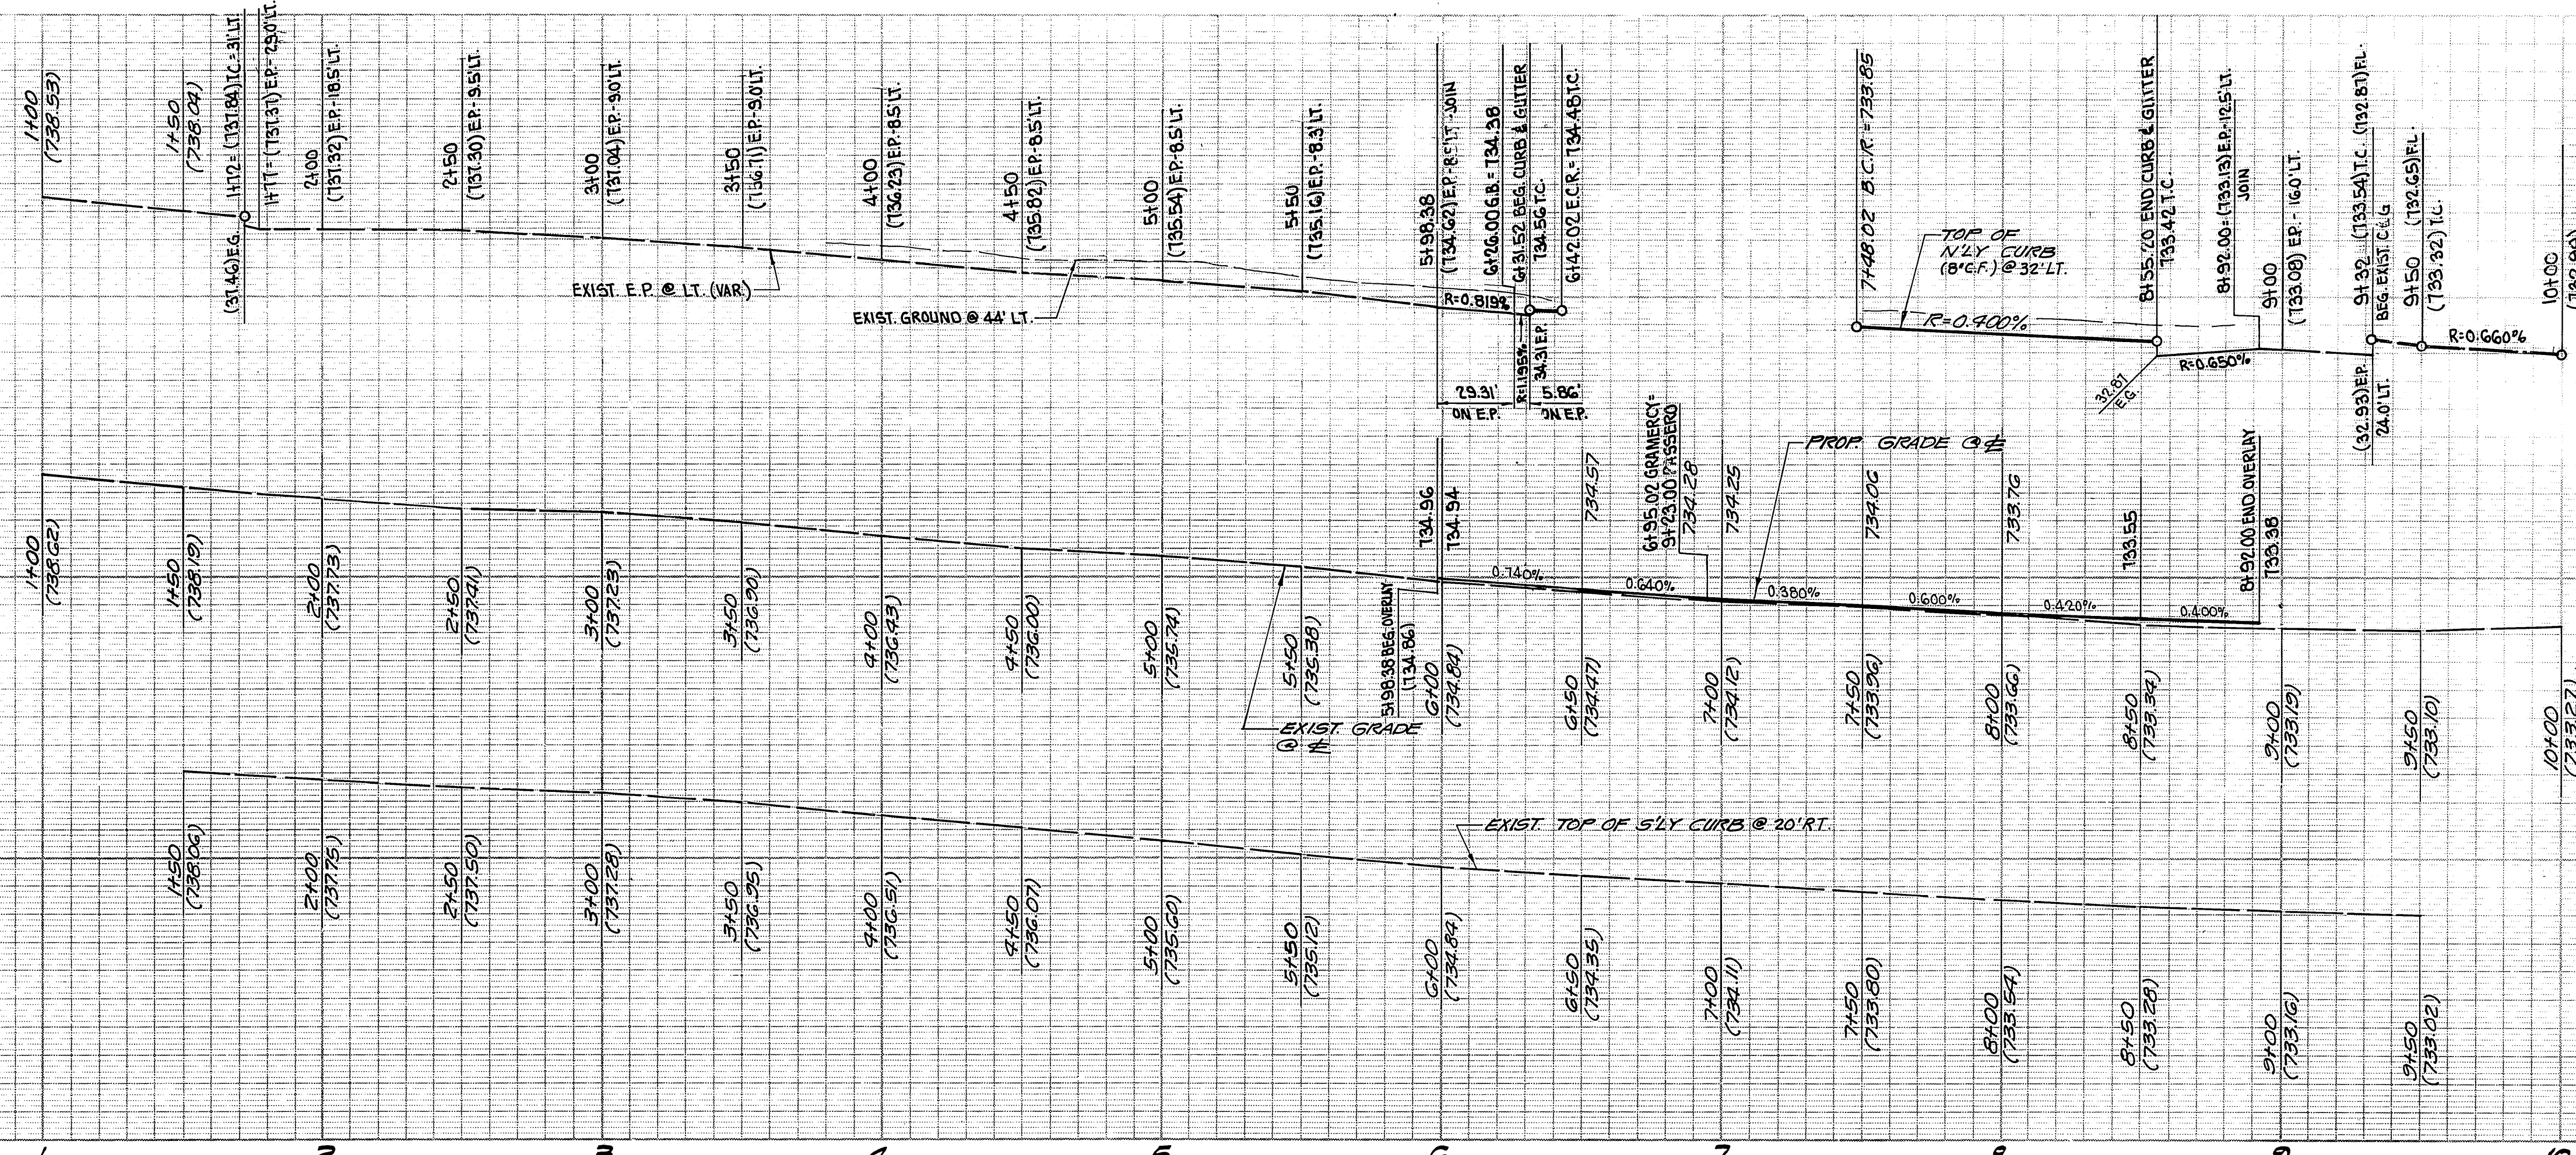 1+00
(738.53)
1+50
(738.04)
1+72 = (737.84) T.C. = 31' LT.
(37.46) E.G.
1+77 = (737.37) E.P. - 29.0' LT.
2+00
(737.32) E.P. - 18.5' LT.
2+50
(737.30) E.P. - 9.5' LT.
3+00
(737.04) E.P. - 9.0' LT.
3+50
(736.71) E.P. - 9.0' LT.
4+00
(736.23) E.P. - 8.5' LT.
4+50
(735.82) E.P. - 8.5' LT.
5+00
(735.54) E.P. - 8.5' LT.
5+50
(735.16) E.P. - 8.3' LT.
5+98.38
(734.62) E.P. - 8.5' LT. JOIN
6+26.00 G.B. = 734.38
6+31.52 BEG. CURB & GUTTER
734.56 T.C.
6+42.02 E.C.R. = 734.48 T.C.
7+48.02 B.C.R. = 733.85
8+55.20 END CURB & GUTTER
733.42 T.C.
8+92.00 = (733.13) E.P. - 12.5' LT.
JOIN
9+00
(733.08) E.P. - 16.0' LT.
9+32 (733.54) T.C. (732.87) F.L.
BEG. EXIST. C. & G
9+50 (732.65) F.L
(733.32) T.C.
10+00
EXIST. E.P. @ LT. (VAR.)
EXIST. GROUND @ 44' LT.
R=0.819%
R=1.195%
34.31 E.P.
29.31'
ON E.P.
5.86'
ON E.P.
TOP OF
N'LY CURB
(8" C.F.) @ 32' LT.
R=0.400%
R=0.650%
R=0.660%
32.87
E.G.
(32.93) E.P.
24.0' LT.
734.96
734.94
734.57
6+95.02 GRAMERCY =
9+23.00 PASSERO
734.28
734.25
PROP. GRADE @ ℄
734.06
733.76
733.55
8+92.00 END OVERLAY
733.38
0.740%
0.640%
0.380%
0.600%
0.420%
0.400%
1+00
(738.62)
1+50
(738.19)
2+00
(737.73)
2+50
(737.41)
3+00
(737.23)
3+50
(736.90)
4+00
(736.43)
4+50
(736.00)
5+00
(735.74)
5+50
(735.38)
5+98.38 BEG. OVERLAY
(734.86)
6+00
(734.84)
6+50
(734.47)
7+00
(734.12)
7+50
(733.96)
8+00
(733.66)
8+50
(733.34)
9+00
(733.19)
9+50
(733.10)
10+00
(733.27)
EXIST. GRADE
@ ℄
EXIST. TOP OF S'LY CURB @ 20' RT.
1+50
(738.06)
2+00
(737.75)
2+50
(737.50)
3+00
(737.28)
3+50
(736.95)
4+00
(736.51)
4+50
(736.07)
5+00
(735.60)
5+50
(735.12)
6+00
(734.84)
6+50
(734.35)
7+00
(734.11)
7+50
(733.80)
8+00
(733.54)
8+50
(733.28)
9+00
(733.16)
9+50
(733.02)